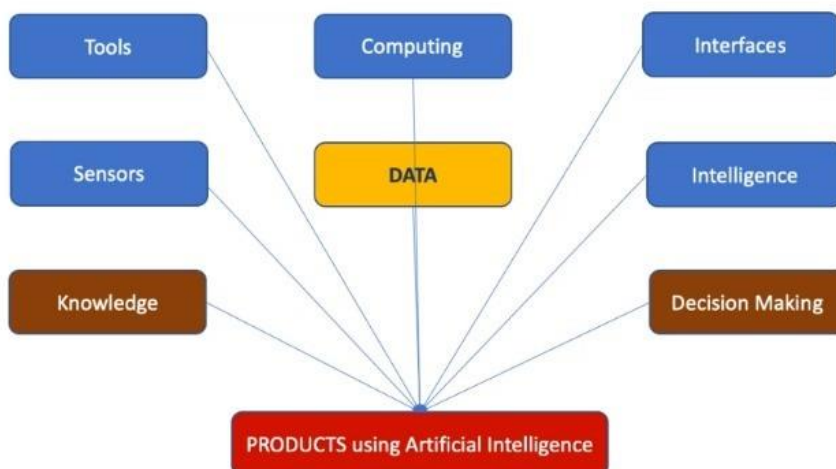 Tools
Computing
Interfaces
Sensors
DATA
Intelligence
Knowledge
Decision Making
PRODUCTS using Artificial Intelligence